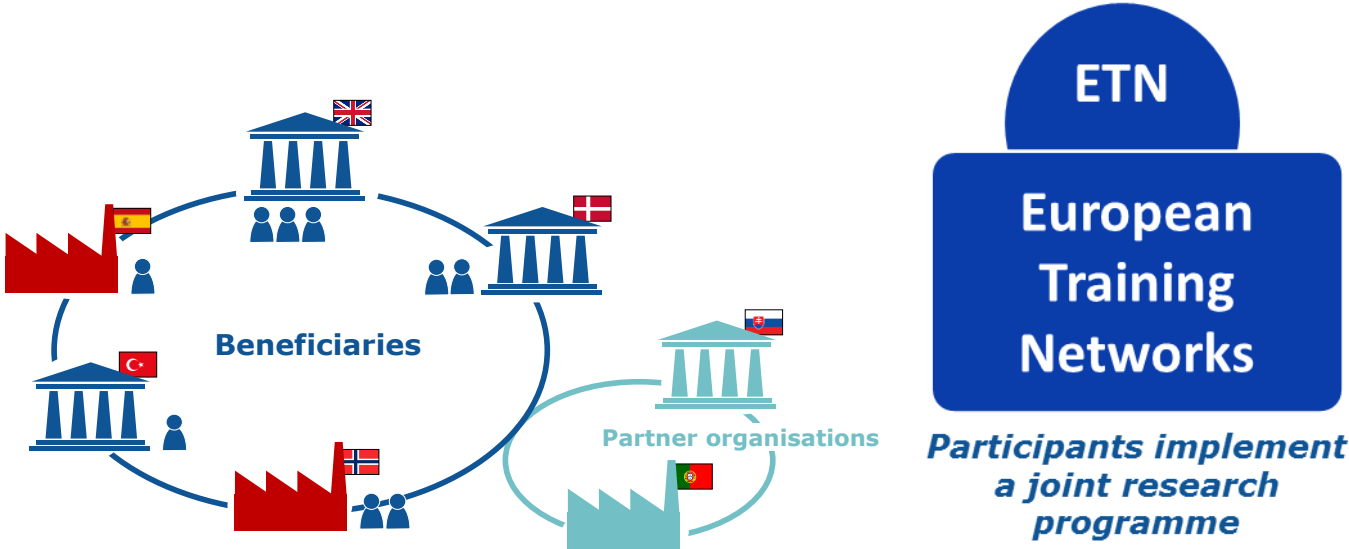 Beneficiaries
Partner organisations
ETN
European
Training
Networks
Participants implement
a joint research
programme